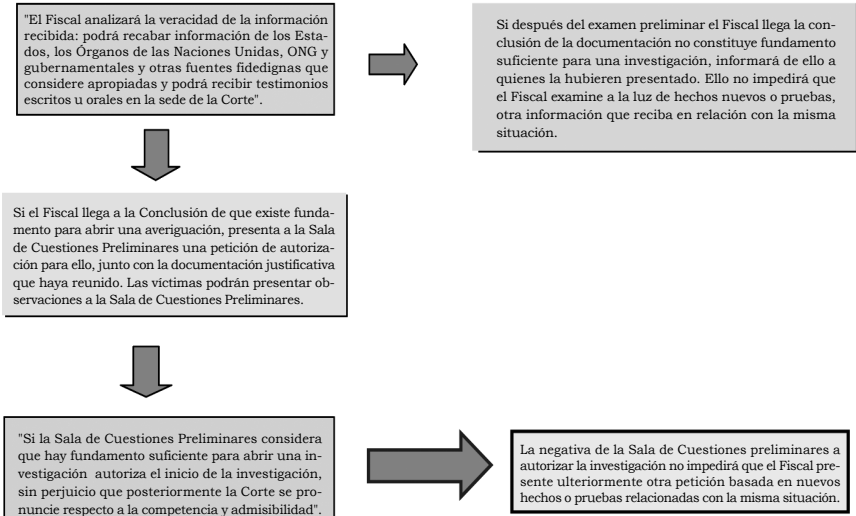 "El Fiscal analizará la veracidad de la información
recibida: podrá recabar información de los Esta-
dos, los Órganos de las Naciones Unidas, ONG y
gubernamentales y otras fuentes fidedignas que
considere apropiadas y podrá recibir testimonios
escritos u orales en la sede de la Corte".
Si después del examen preliminar el Fiscal llega la con-
clusión de la documentación no constituye fundamento
suficiente para una investigación, informará de ello a
quienes la hubieren presentado. Ello no impedirá que
el Fiscal examine a la luz de hechos nuevos o pruebas,
otra información que reciba en relación con la misma
situación.
Si el Fiscal llega a la Conclusión de que existe funda-
mento para abrir una averiguación, presenta a la Sala
de Cuestiones Preliminares una petición de autoriza-
ción para ello, junto con la documentación justificativa
que haya reunido. Las víctimas podrán presentar ob-
servaciones a la Sala de Cuestiones Preliminares.
"Si la Sala de Cuestiones Preliminares considera
que hay fundamento suficiente para abrir una in-
vestigación autoriza el inicio de la investigación,
sin perjuicio que posteriormente la Corte se pro-
nuncie respecto a la competencia y admisibilidad".
La negativa de la Sala de Cuestiones preliminares a
autorizar la investigación no impedirá que el Fiscal pre-
sente ulteriormente otra petición basada en nuevos
hechos o pruebas relacionadas con la misma situación.